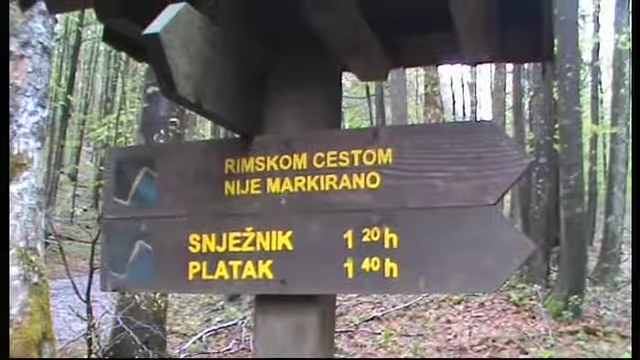 RIMSKOM CESTOM
NIJE MARKIRANO
SNJEŽNIK 1 20 h
PLATAK 1 40 h